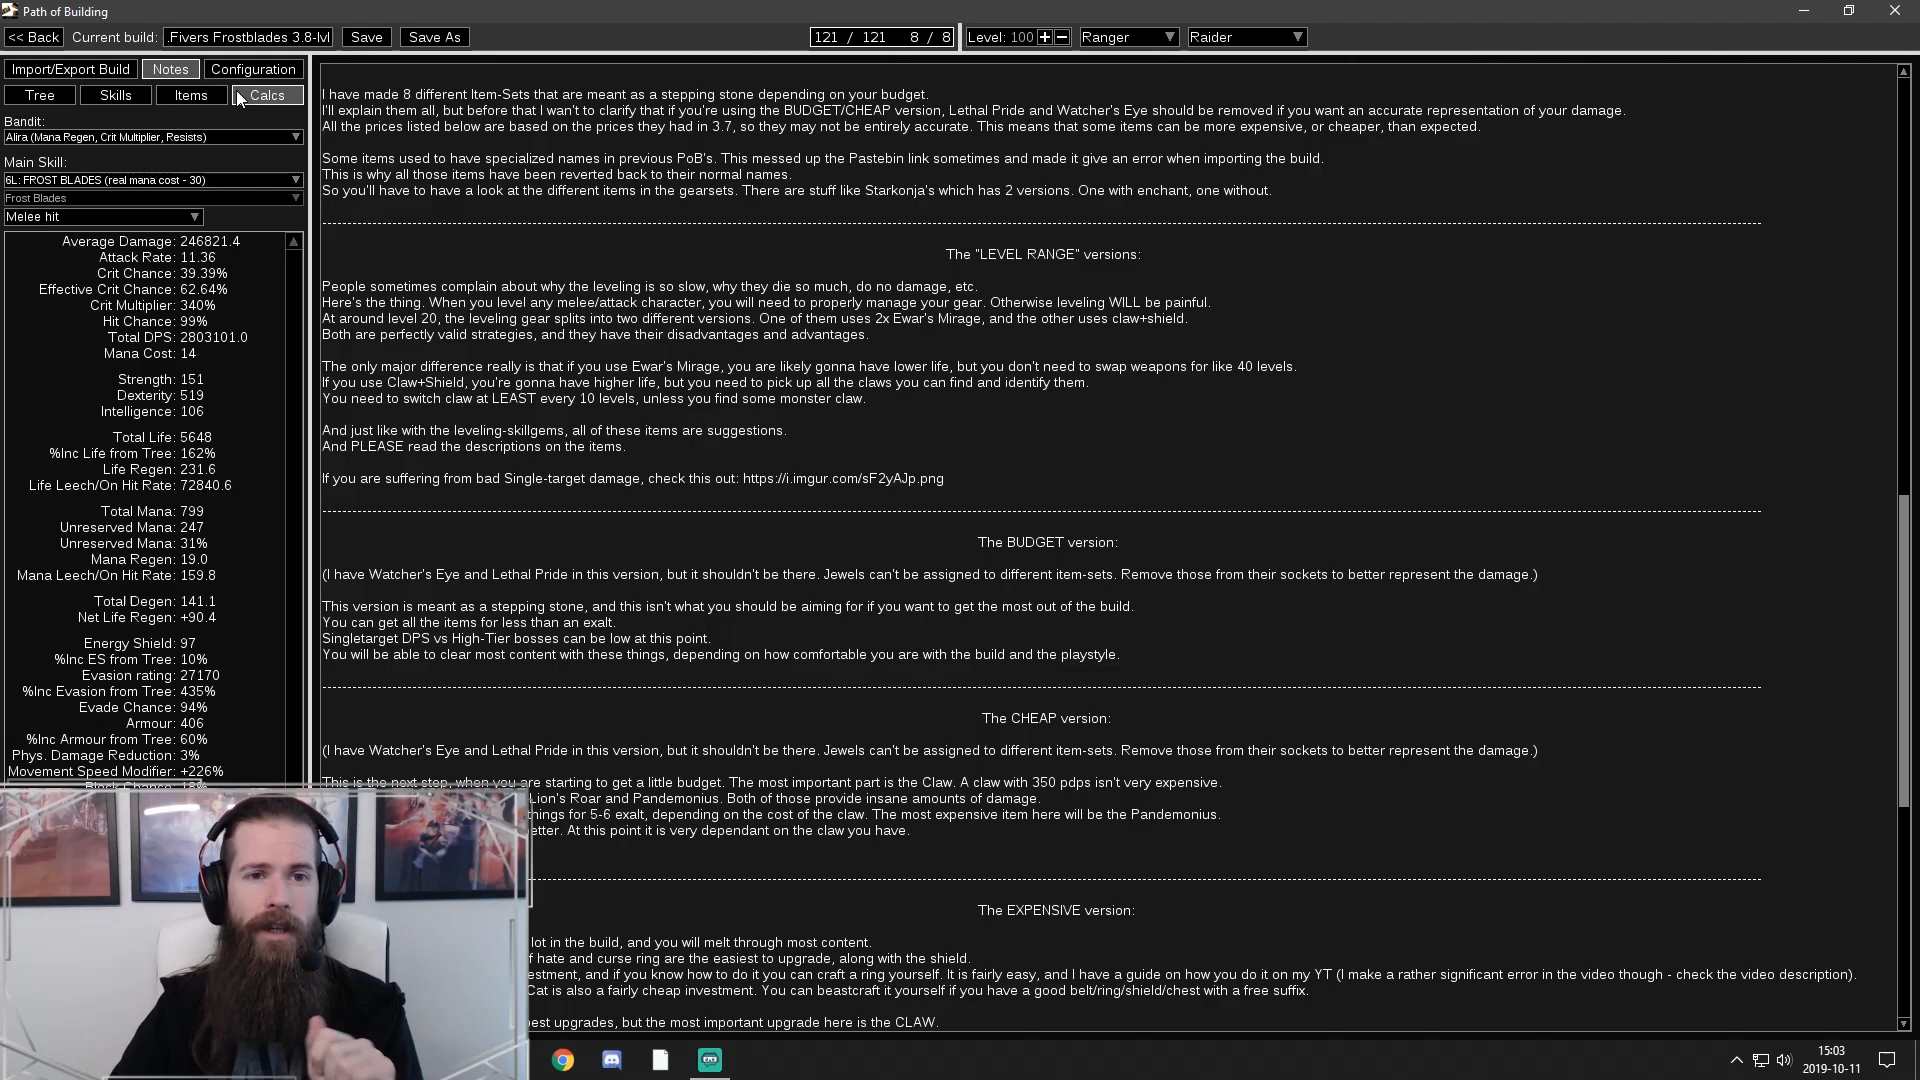 Path of Building
<< Back Current build: .Fivers Frostblades 3.8-lvl Save Save As 121 / 121 8 / 8 Level: 100 + - Ranger Raider
Import/Export Build Notes Configuration
Tree Skills Items Calcs
Bandit:
Alira (Mana Regen, Crit Multiplier, Resists)
Main Skill:
6L: FROST BLADES (real mana cost - 30)
Frost Blades
Melee hit
Average Damage: 246821.4
Attack Rate: 11.36
Crit Chance: 39.39%
Effective Crit Chance: 62.64%
Crit Multiplier: 340%
Hit Chance: 99%
Total DPS: 2803101.0
Mana Cost: 14
Strength: 151
Dexterity: 519
Intelligence: 106
Total Life: 5648
%Inc Life from Tree: 162%
Life Regen: 231.6
Life Leech/On Hit Rate: 72840.6
Total Mana: 799
Unreserved Mana: 247
Unreserved Mana: 31%
Mana Regen: 19.0
Mana Leech/On Hit Rate: 159.8
Total Degen: 141.1
Net Life Regen: +90.4
Energy Shield: 97
%Inc ES from Tree: 10%
Evasion rating: 27170
%Inc Evasion from Tree: 435%
Evade Chance: 94%
Armour: 406
%Inc Armour from Tree: 60%
Phys. Damage Reduction: 3%
Movement Speed Modifier: +226%
I have made 8 different Item-Sets that are meant as a stepping stone depending on your budget.
I'll explain them all, but before that I wan't to clarify that if you're using the BUDGET/CHEAP version, Lethal Pride and Watcher's Eye should be removed if you want an accurate representation of your damage.
All the prices listed below are based on the prices they had in 3.7, so they may not be entirely accurate. This means that some items can be more expensive, or cheaper, than expected.
Some items used to have specialized names in previous PoB's. This messed up the Pastebin link sometimes and made it give an error when importing the build.
This is why all those items have been reverted back to their normal names.
So you'll have to have a look at the different items in the gearsets. There are stuff like Starkonja's which has 2 versions. One with enchant, one without.
The "LEVEL RANGE" versions:
People sometimes complain about why the leveling is so slow, why they die so much, do no damage, etc.
Here's the thing. When you level any melee/attack character, you will need to properly manage your gear. Otherwise leveling WILL be painful.
At around level 20, the leveling gear splits into two different versions. One of them uses 2x Ewar's Mirage, and the other uses claw+shield.
Both are perfectly valid strategies, and they have their disadvantages and advantages.
The only major difference really is that if you use Ewar's Mirage, you are likely gonna have lower life, but you don't need to swap weapons for like 40 levels.
If you use Claw+Shield, you're gonna have higher life, but you need to pick up all the claws you can find and identify them.
You need to switch claw at LEAST every 10 levels, unless you find some monster claw.
And just like with the leveling-skillgems, all of these items are suggestions.
And PLEASE read the descriptions on the items.
If you are suffering from bad Single-target damage, check this out: https://i.imgur.com/sF2yAJp.png
The BUDGET version:
(I have Watcher's Eye and Lethal Pride in this version, but it shouldn't be there. Jewels can't be assigned to different item-sets. Remove those from their sockets to better represent the damage.)
This version is meant as a stepping stone, and this isn't what you should be aiming for if you want to get the most out of the build.
You can get all the items for less than an exalt.
Singletarget DPS vs High-Tier bosses can be low at this point.
You will be able to clear most content with these things, depending on how comfortable you are with the build and the playstyle.
The CHEAP version:
(I have Watcher's Eye and Lethal Pride in this version, but it shouldn't be there. Jewels can't be assigned to different item-sets. Remove those from their sockets to better represent the damage.)
This is the next step, when you are starting to get a little budget. The most important part is the Claw. A claw with 350 pdps isn't very expensive.
Lion's Roar and Pandemonius. Both of those provide insane amounts of damage.
hings for 5-6 exalt, depending on the cost of the claw. The most expensive item here will be the Pandemonius.
etter. At this point it is very dependant on the claw you have.
The EXPENSIVE version:
lot in the build, and you will melt through most content.
f hate and curse ring are the easiest to upgrade, along with the shield.
estment, and if you know how to do it you can craft a ring yourself. It is fairly easy, and I have a guide on how you do it on my YT (I make a rather significant error in the video though - check the video description).
Cat is also a fairly cheap investment. You can beastcraft it yourself if you have a good belt/ring/shield/chest with a free suffix.
best upgrades, but the most important upgrade here is the CLAW.
15:03
2019-10-11